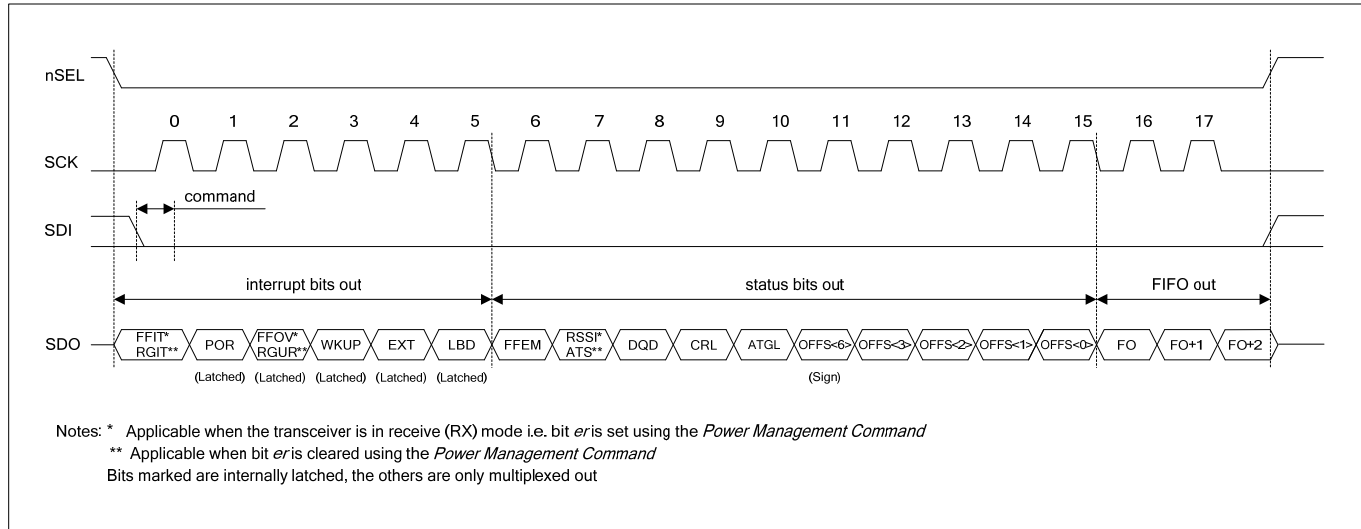 nSEL
0 1 2 3 4 5 6 7 8 9 10 11 12 13 14 15 16 17
SCK
command
SDI
interrupt bits out status bits out FIFO out
SDO
FFIT* RGIT** POR FFOV* RGUR** WKUP EXT LBD FFEM RSSI* ATS** DQD CRL ATGL OFFS<6> OFFS<3> OFFS<2> OFFS<1> OFFS<0> FO FO+1 FO+2
(Latched) (Latched) (Latched) (Latched) (Latched) (Sign)
Notes: * Applicable when the transceiver is in receive (RX) mode i.e. bit er is set using the Power Management Command
** Applicable when bit er is cleared using the Power Management Command
Bits marked are internally latched, the others are only multiplexed out